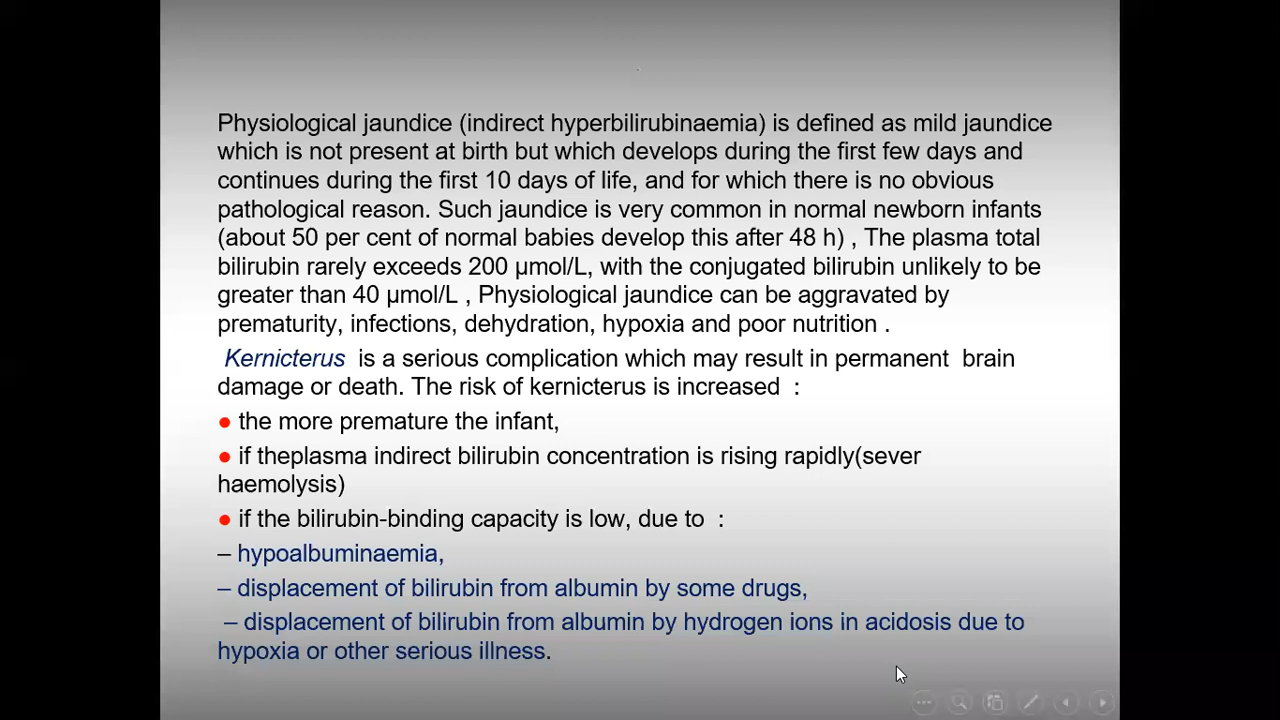 Physiological jaundice (indirect hyperbilirubinaemia) is defined as mild jaundice
which is not present at birth but which develops during the first few days and
continues during the first 10 days of life, and for which there is no obvious
pathological reason. Such jaundice is very common in normal newborn infants
(about 50 per cent of normal babies develop this after 48 h) , The plasma total
bilirubin rarely exceeds 200 μmol/L, with the conjugated bilirubin unlikely to be
greater than 40 μmol/L , Physiological jaundice can be aggravated by
prematurity, infections, dehydration, hypoxia and poor nutrition .
Kernicterus is a serious complication which may result in permanent brain
damage or death. The risk of kernicterus is increased :
● the more premature the infant,
● if theplasma indirect bilirubin concentration is rising rapidly(sever
haemolysis)
● if the bilirubin-binding capacity is low, due to :
– hypoalbuminaemia,
– displacement of bilirubin from albumin by some drugs,
– displacement of bilirubin from albumin by hydrogen ions in acidosis due to
hypoxia or other serious illness.